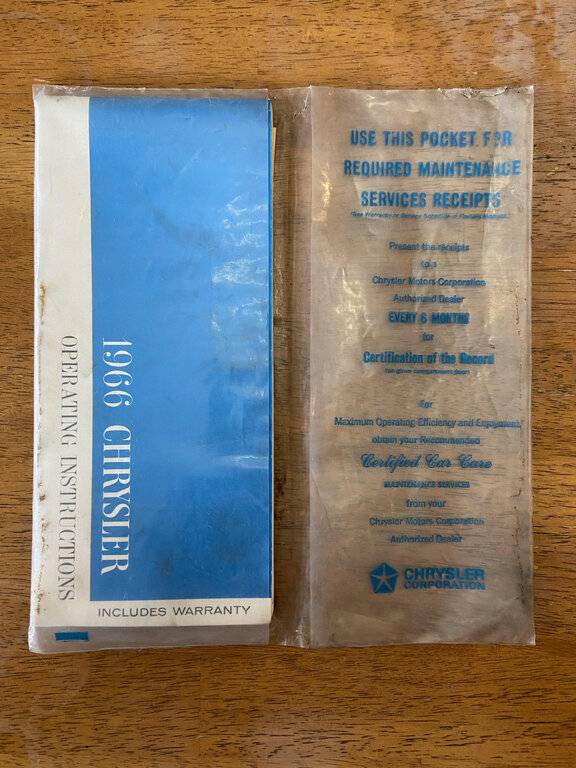 1966 CHRYSLER
OPERATING INSTRUCTIONS
INCLUDES WARRANTY
USE THIS POCKET FOR
REQUIRED MAINTENANCE
SERVICES RECEIPTS
Present the receipts
to a
Chrysler Motors Corporation
Authorized Dealer
EVERY 6 MONTHS
for
Certification of the Record
For
Maximum Operating Efficiency and Enjoyment
obtain your Recommended
Certified Car Care
MAINTENANCE SERVICES
from your
Chrysler Motors Corporation
Authorized Dealer
CHRYSLER
CORPORATION